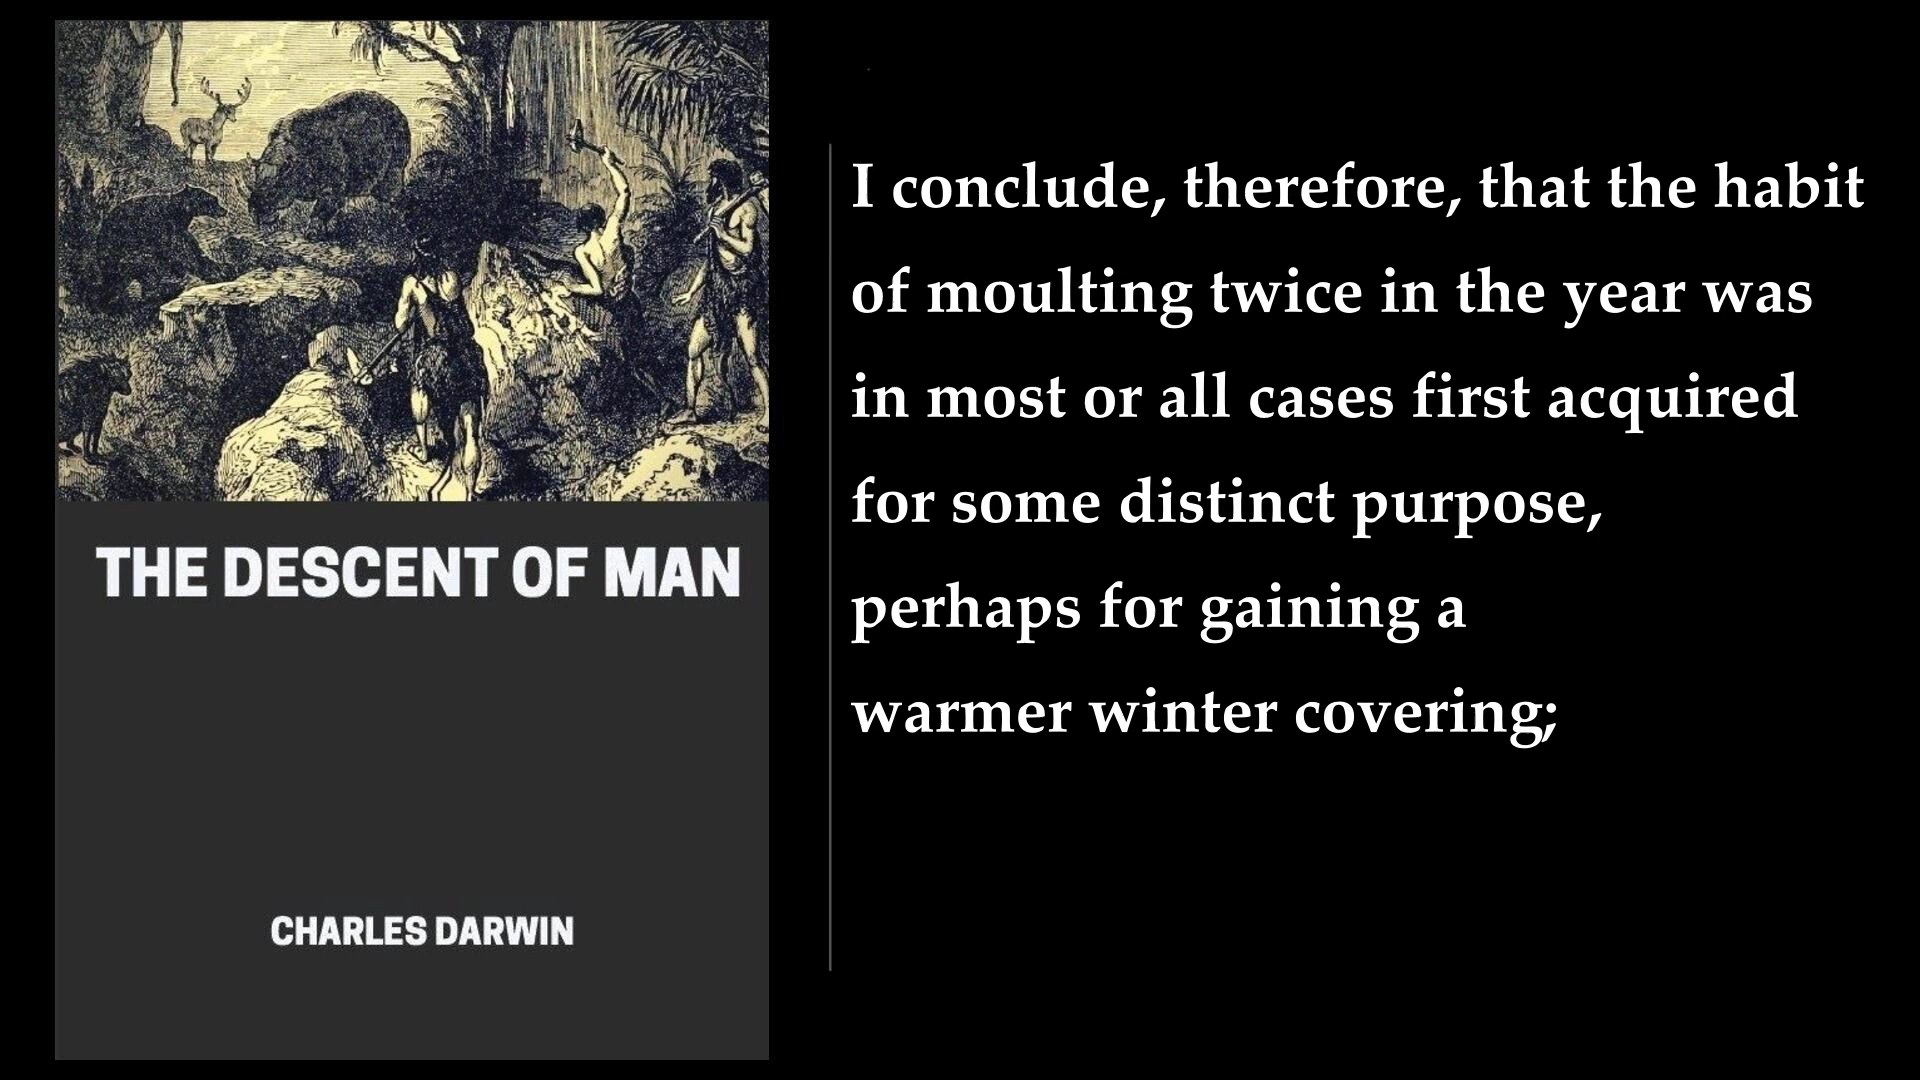 THE DESCENT OF MAN
CHARLES DARWIN
I conclude, therefore, that the habit
of moulting twice in the year was
in most or all cases first acquired
for some distinct purpose,
perhaps for gaining a
warmer winter covering;